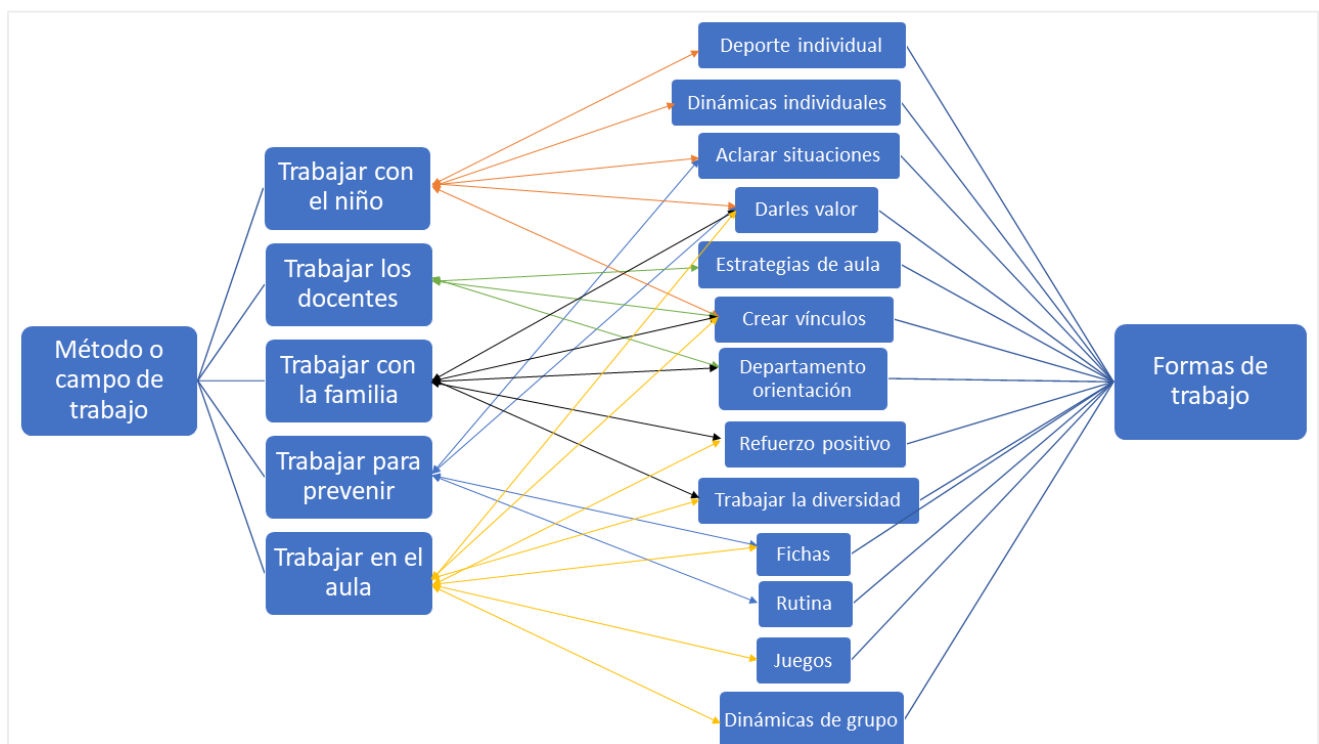 Método o
campo de
trabajo
Trabajar con
el niño
Trabajar los
docentes
Trabajar con
la familia
Trabajar para
prevenir
Trabajar en el
aula
Deporte individual
Dinámicas individuales
Aclarar situaciones
Darles valor
Estrategias de aula
Crear vínculos
Departamento
orientación
Refuerzo positivo
Trabajar la diversidad
Fichas
Rutina
Juegos
Dinámicas de grupo
Formas de
trabajo